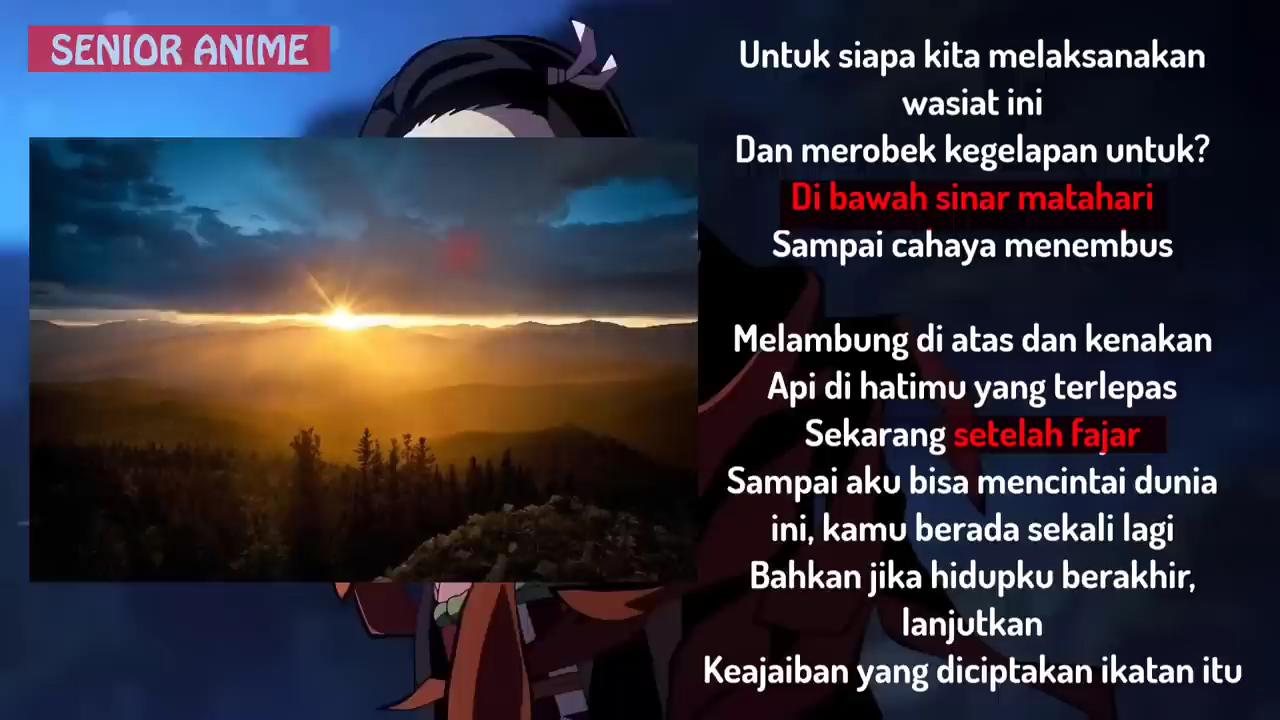 SENIOR ANIME
Untuk siapa kita melaksanakan
wasiat ini
Dan merobek kegelapan untuk?
Di bawah sinar matahari
Sampai cahaya menembus
Melambung di atas dan kenakan
Api di hatimu yang terlepas
Sekarang setelah fajar
Sampai aku bisa mencintai dunia
ini, kamu berada sekali lagi
Bahkan jika hidupku berakhir,
lanjutkan
Keajaiban yang diciptakan ikatan itu